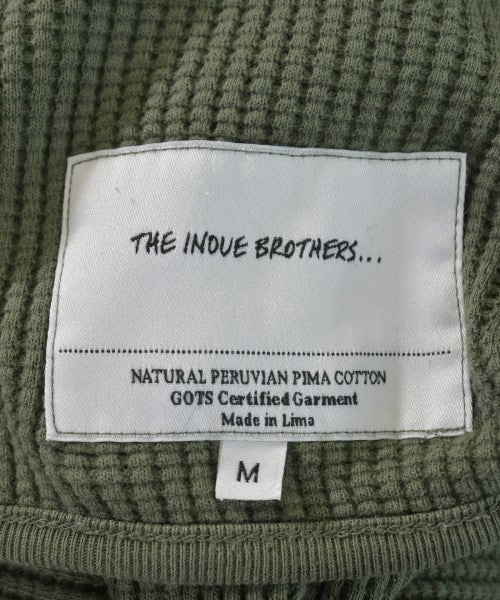 THE INOUE BROTHERS...
NATURAL PERUVIAN PIMA COTTON
GOTS Certified Garment
Made in Lima
M